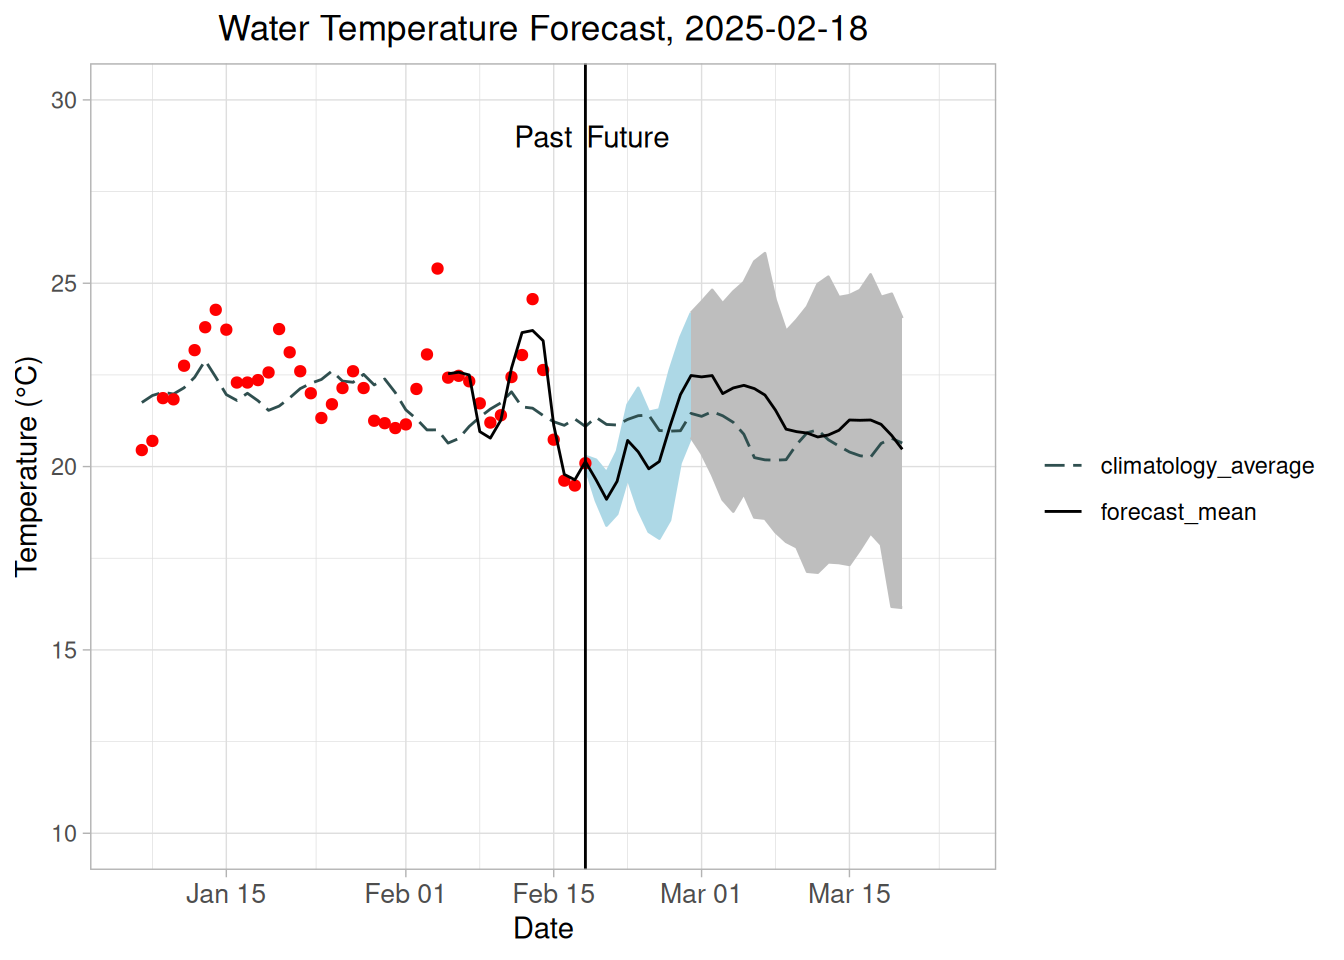 Water Temperature Forecast, 2025-02-18
30
Past Future
25
20
15
10
Temperature (°C)
Jan 15 Feb 01 Feb 15 Mar 01 Mar 15
Date
climatology_average
forecast_mean